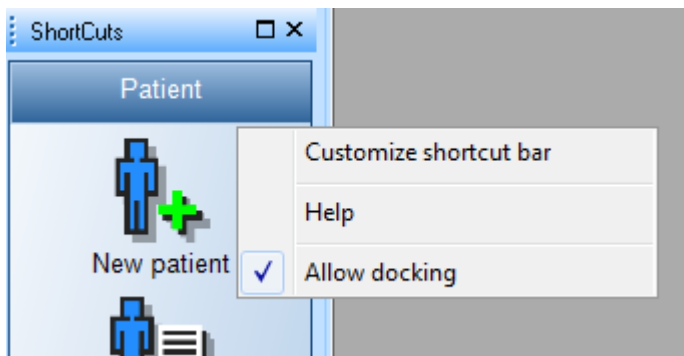 ShortCuts
Patient
Customize shortcut bar
Help
New patient
Allow docking